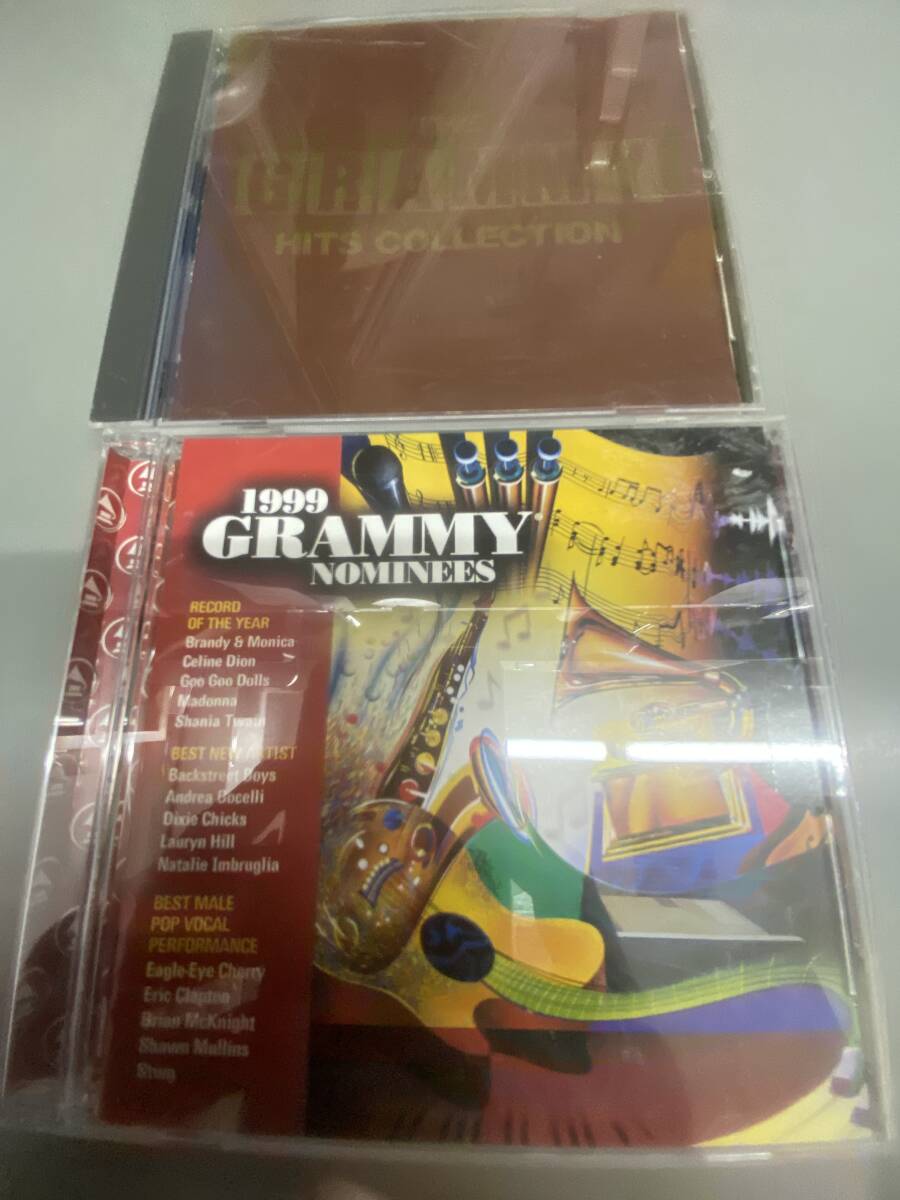 THE
GRAMMY
HITS COLLECTION
1999
GRAMMY
NOMINEES
RECORD
OF THE YEAR
Brandy & Monica
Celine Dion
Goo Goo Dolls
Madonna
Shania Twain
BEST NEW ARTIST
Backstreet Boys
Andrea Bocelli
Dixie Chicks
Lauryn Hill
Natalie Imbruglia
BEST MALE
POP VOCAL
PERFORMANCE
Eagle-Eye Cherry
Eric Clapton
Brian McKnight
Shawn Mullins
Sting